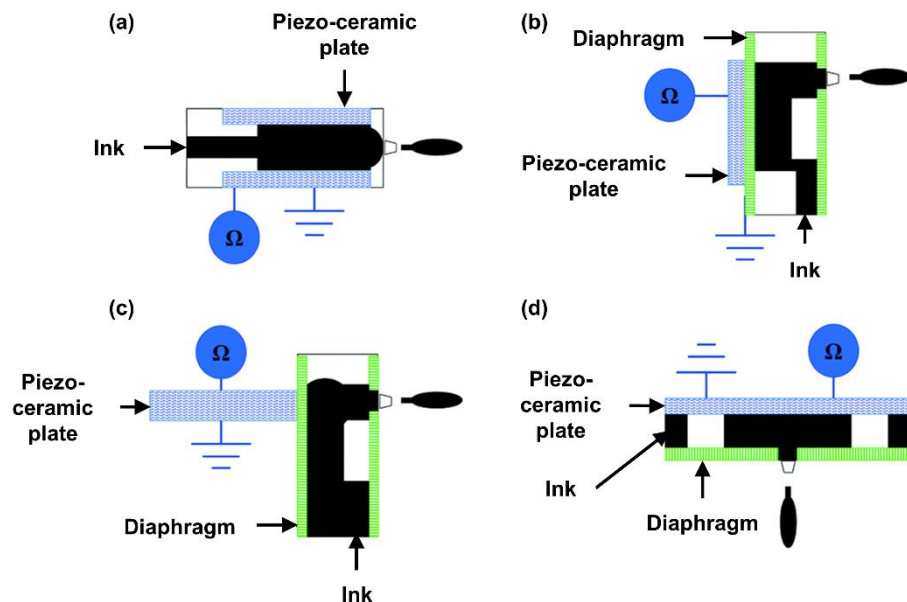 (a)
Piezo-ceramic
plate
Ink
Ω
(b)
Diaphragm
Ω
Piezo-ceramic
plate
Ink
(c)
Ω
Piezo-
ceramic
plate
Diaphragm
Ink
(d)
Ω
Piezo-
ceramic
plate
Ink
Diaphragm